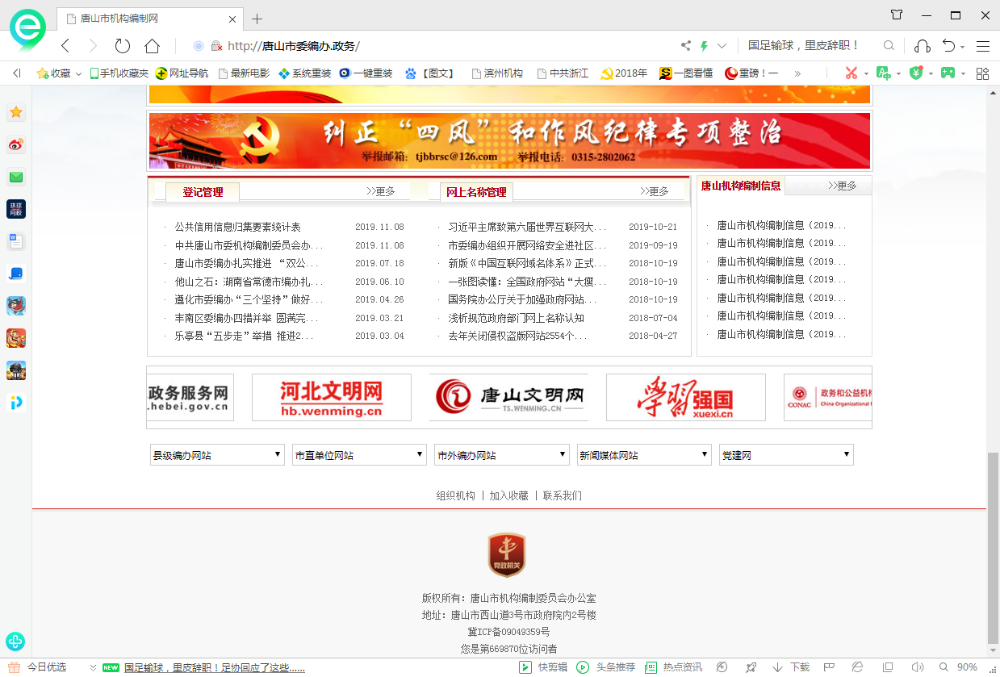 唐山市机构编制网
http://唐山市委编办.政务/
国足输球，里皮辞职！
收藏 手机收藏夹 网址导航 最新电影 系统重装 一键重装 【图文】 滨州机构 中共浙江 2018年 一图看懂 重磅！一 »
纠正“四风”和作风纪律专项整治
举报邮箱: tjbbrsc@126.com 举报电话: 0315-2802062
登记管理 >>更多
· 公共信用信息归集要素统计表 2019.11.08
· 中共唐山市委机构编制委员会办... 2019.11.08
· 唐山市委编办扎实推进 “双公... 2019.07.18
· 他山之石：湖南省常德市编办扎... 2019.06.10
· 遵化市委编办“三个坚持”做好... 2019.04.26
· 丰南区委编办四措并举 圆满完... 2019.03.21
· 乐亭县“五步走”举措 推进2... 2019.03.04
网上名称管理 >>更多
· 习近平主席致第六届世界互联网大... 2019-10-21
· 市委编办组织开展网络安全进社区... 2019-09-19
· 新版《中国互联网域名体系》正式... 2018-10-19
· 一张图读懂：全国政府网站“大瘦... 2018-10-19
· 国务院办公厅关于加强政府网站... 2018-10-19
· 浅析规范政府部门网上名称认知 2018-07-04
· 去年关闭侵权盗版网站2554个... 2018-04-27
唐山市机构编制信息 >>更多
· 唐山市机构编制信息（2019...
· 唐山市机构编制信息（2019...
· 唐山市机构编制信息（2019...
· 唐山市机构编制信息（2019...
· 唐山市机构编制信息（2019...
· 唐山市机构编制信息（2019...
· 唐山市机构编制信息（2019...
政务服务网
.hebei.gov.cn
河北文明网
hb.wenming.cn
唐山文明网
TS.WENMING.CN
学习强国
xuexi.cn
CONAC
政务和公益机构
China Organizational
县级编办网站 市直单位网站 市外编办网站 新闻媒体网站 党建网
组织机构 | 加入收藏 | 联系我们
党政机关
版权所有：唐山市机构编制委员会办公室
地址：唐山市西山道3号市政府院内2号楼
冀ICP备09049359号
您是第669870位访问者
今日优选 NEW 国足输球，里皮辞职！足协回应了这些......
快剪辑 头条推荐 热点资讯 下载 90%